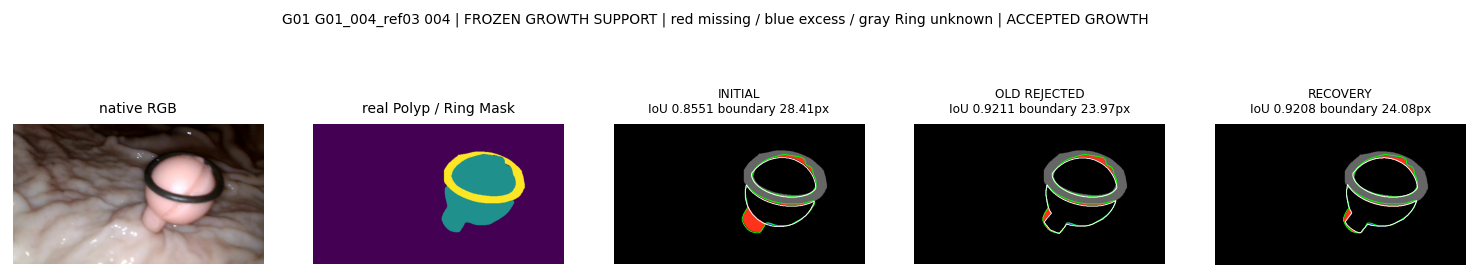 G01 G01_004_ref03 004 | FROZEN GROWTH SUPPORT | red missing / blue excess / gray Ring unknown | ACCEPTED GROWTH
native RGB
real Polyp / Ring Mask
INITIAL
IoU 0.8551 boundary 28.41px
OLD REJECTED
IoU 0.9211 boundary 23.97px
RECOVERY
IoU 0.9208 boundary 24.08px